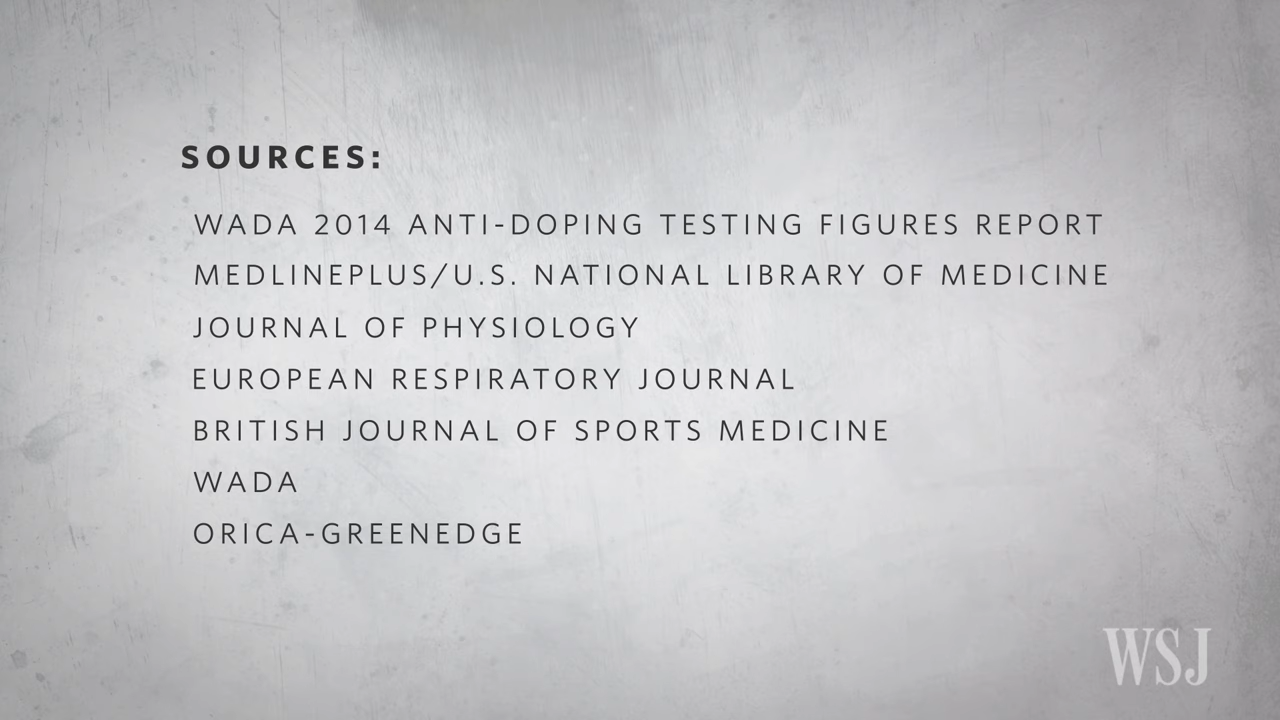 SOURCES:
WADA 2014 ANTI-DOPING TESTING FIGURES REPORT
MEDLINEPLUS/U.S. NATIONAL LIBRARY OF MEDICINE
JOURNAL OF PHYSIOLOGY
EUROPEAN RESPIRATORY JOURNAL
BRITISH JOURNAL OF SPORTS MEDICINE
WADA
ORICA-GREENEDGE
WSJ